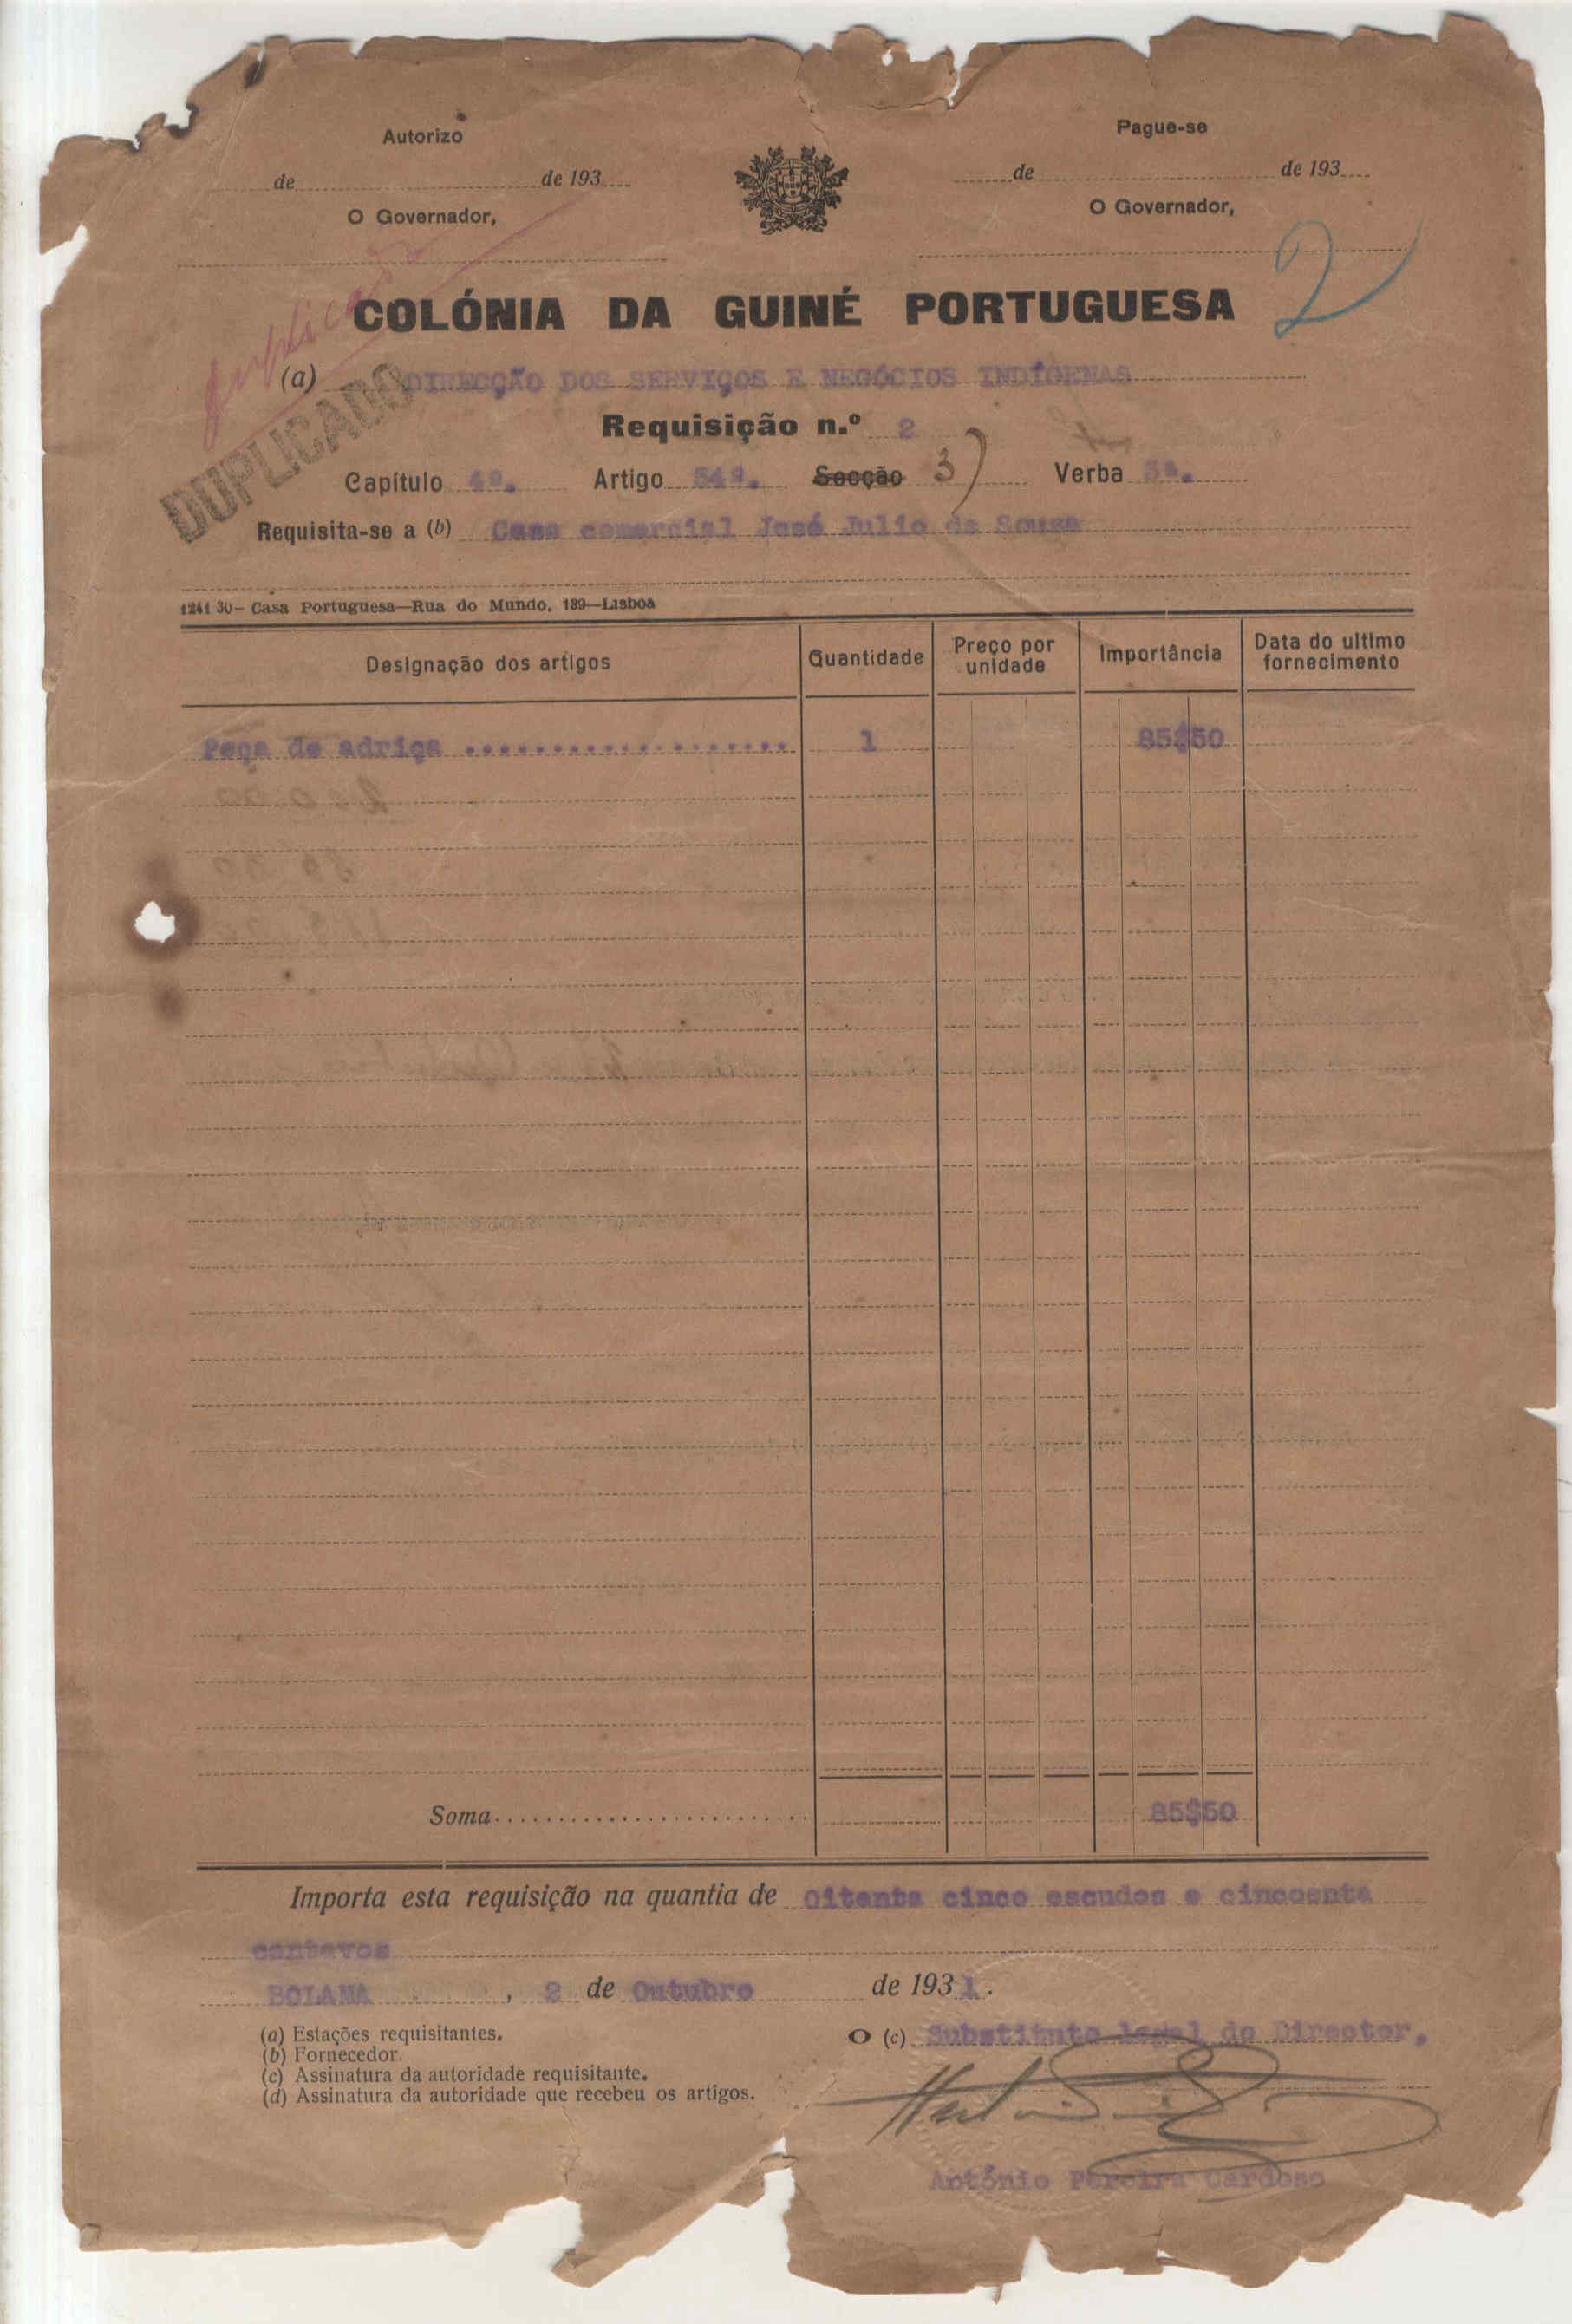 Autorizo
de de 193
O Governador,
Pague-se
de de 193
O Governador,
duplicado
2
COLÓNIA DA GUINÉ PORTUGUESA
(a) DIRECÇÃO DOS SERVIÇOS E NEGÓCIOS INDÍGENAS
DUPLICADO
Requisição n.º 2
Capítulo 4º. Artigo 54º. Secção 3) Verba 3ª.
Requisita-se a (b) Casa comercial José Julio de Souza
1241 30- Casa Portuguesa—Rua do Mundo, 139—Lisboa
Designação dos artigos Quantidade Preço por unidade Importância Data do ultimo fornecimento
Peça de adriça ................... 1 85$50
Soma........................ 85$50
Importa esta requisição na quantia de oitenta cinco escudos e cincoenta
centavos
BOLAMA , 2 de Outubro de 1931.
(a) Estações requisitantes.
(b) Fornecedor.
(c) Assinatura da autoridade requisitante.
(d) Assinatura da autoridade que recebeu os artigos.
O (c) Substituto legal do Director,
António Pereira Cardoso